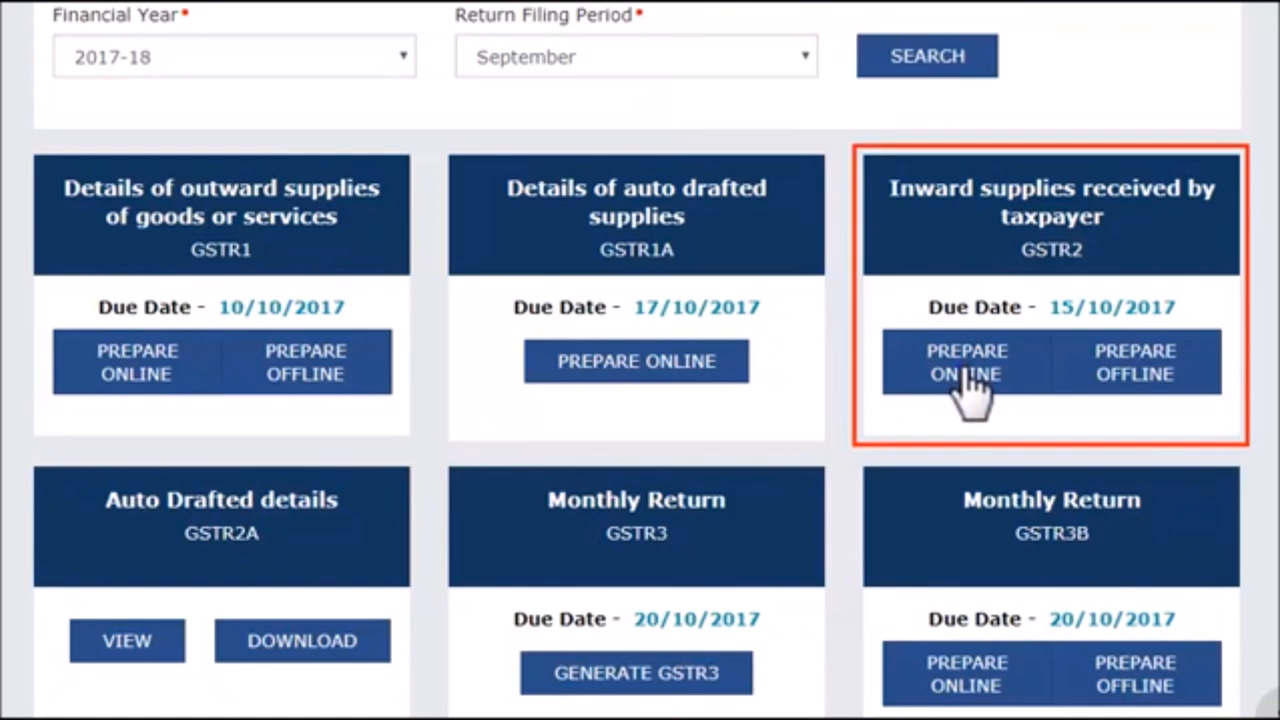 Financial Year*
Return Filing Period*
2017-18
September
SEARCH
Details of outward supplies
of goods or services
GSTR1
Due Date - 10/10/2017
PREPARE
ONLINE
PREPARE
OFFLINE
Details of auto drafted
supplies
GSTR1A
Due Date - 17/10/2017
PREPARE ONLINE
Inward supplies received by
taxpayer
GSTR2
Due Date - 15/10/2017
PREPARE
ONLINE
PREPARE
OFFLINE
Auto Drafted details
GSTR2A
VIEW
DOWNLOAD
Monthly Return
GSTR3
Due Date - 20/10/2017
GENERATE GSTR3
Monthly Return
GSTR3B
Due Date - 20/10/2017
PREPARE
ONLINE
PREPARE
OFFLINE